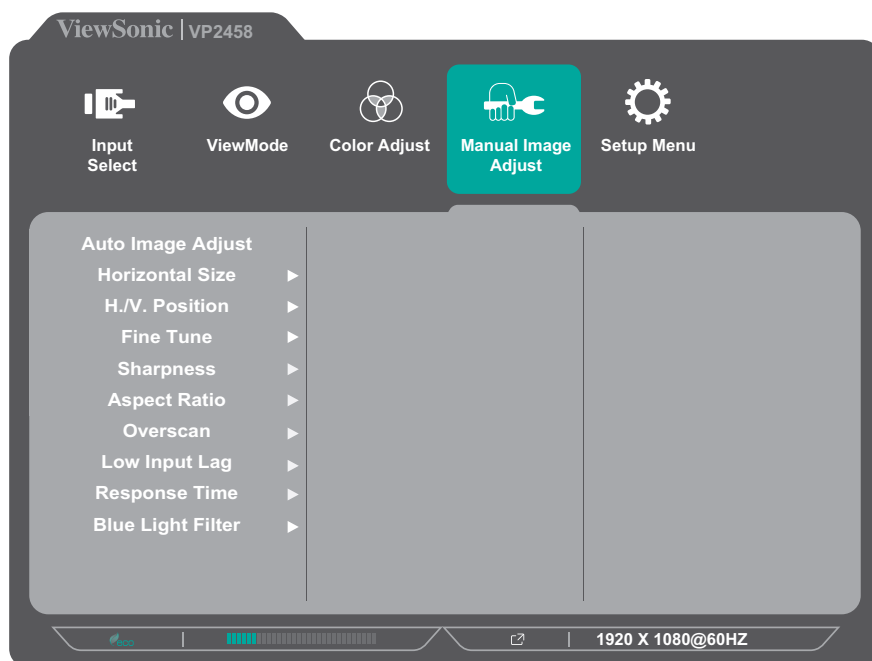 ViewSonic | VP2458
Input
Select
ViewMode
Color Adjust
Manual Image
Adjust
Setup Menu
Auto Image Adjust
Horizontal Size
H./V. Position
Fine Tune
Sharpness
Aspect Ratio
Overscan
Low Input Lag
Response Time
Blue Light Filter
eco | 1920 X 1080@60HZ